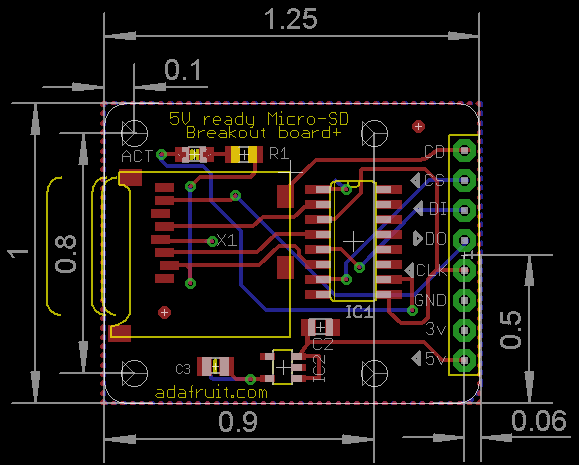 1.25
0.1
5V ready Micro-SD
Breakout board+
ACT
R1
CD
CS
DI
X1
DO
CLK
1
0.8
GND
IC1
0.5
3v
C2
5v
C3
IC2
adafruit.com
0.9
0.06